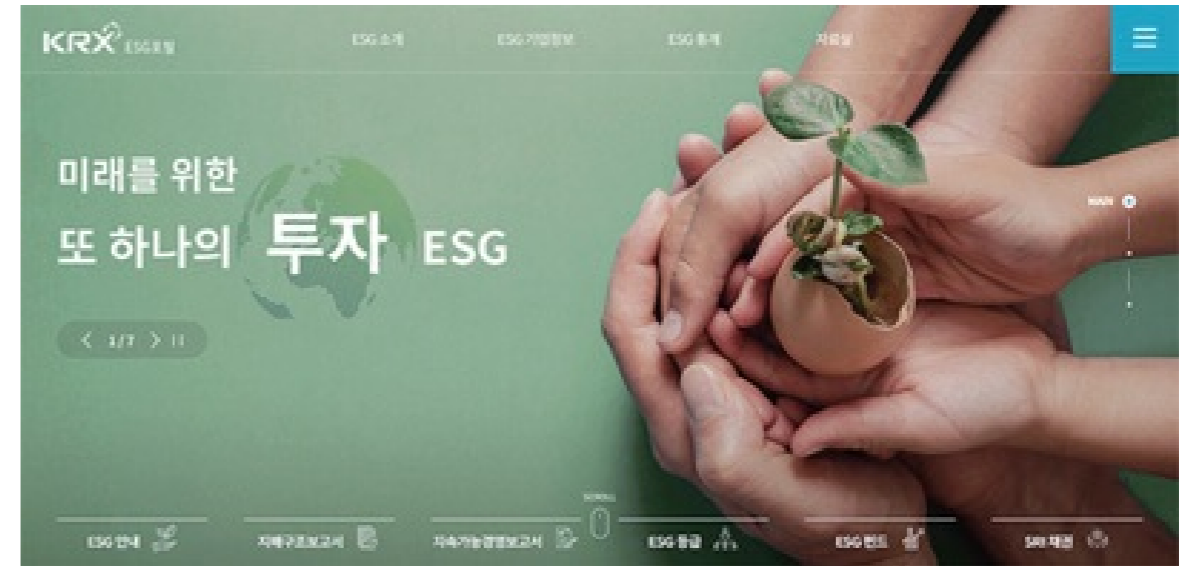 KRX ESG포털
ESG 소개 ESG 기업정보 ESG 통계 자료실
미래를 위한
또 하나의 투자 ESG
MAIN
1/7
SCROLL
ESG 안내 지배구조보고서 지속가능경영보고서 ESG 등급 ESG 펀드 SRI 채권